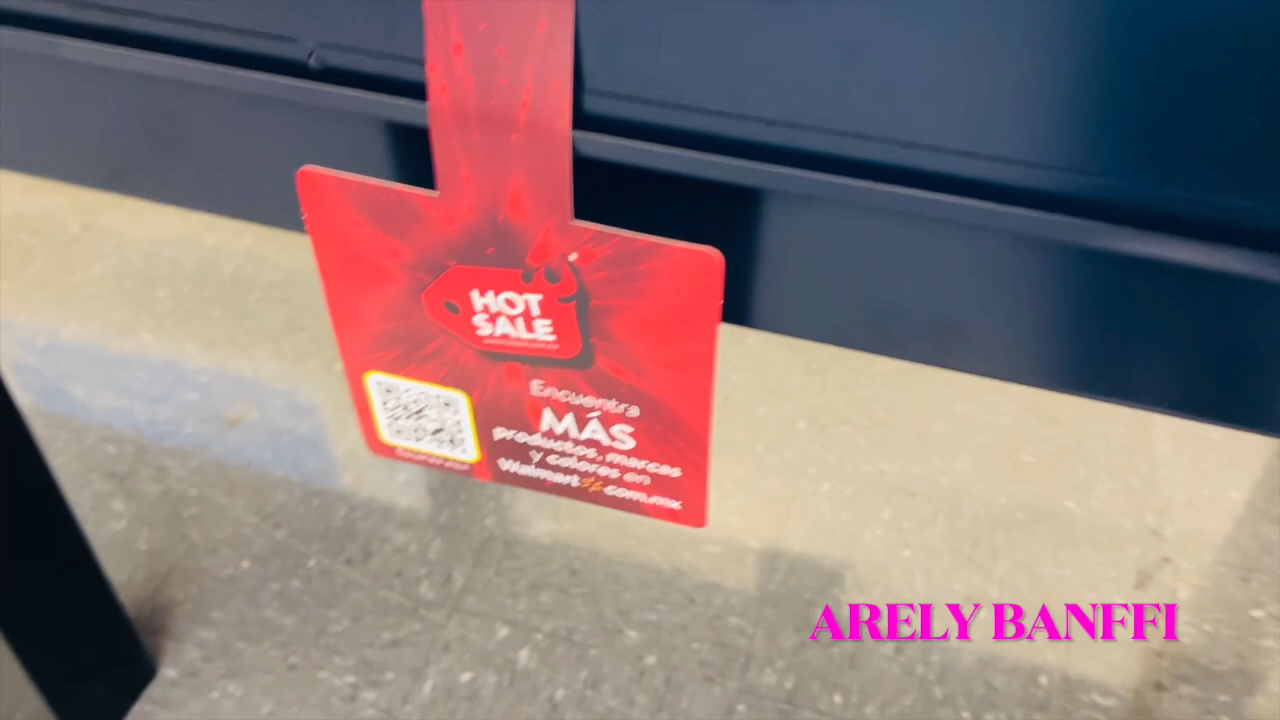 HOT
SALE
Encuentra
MÁS
productos, marcas
y colores en
Walmart com.mx
ARELY BANFFI